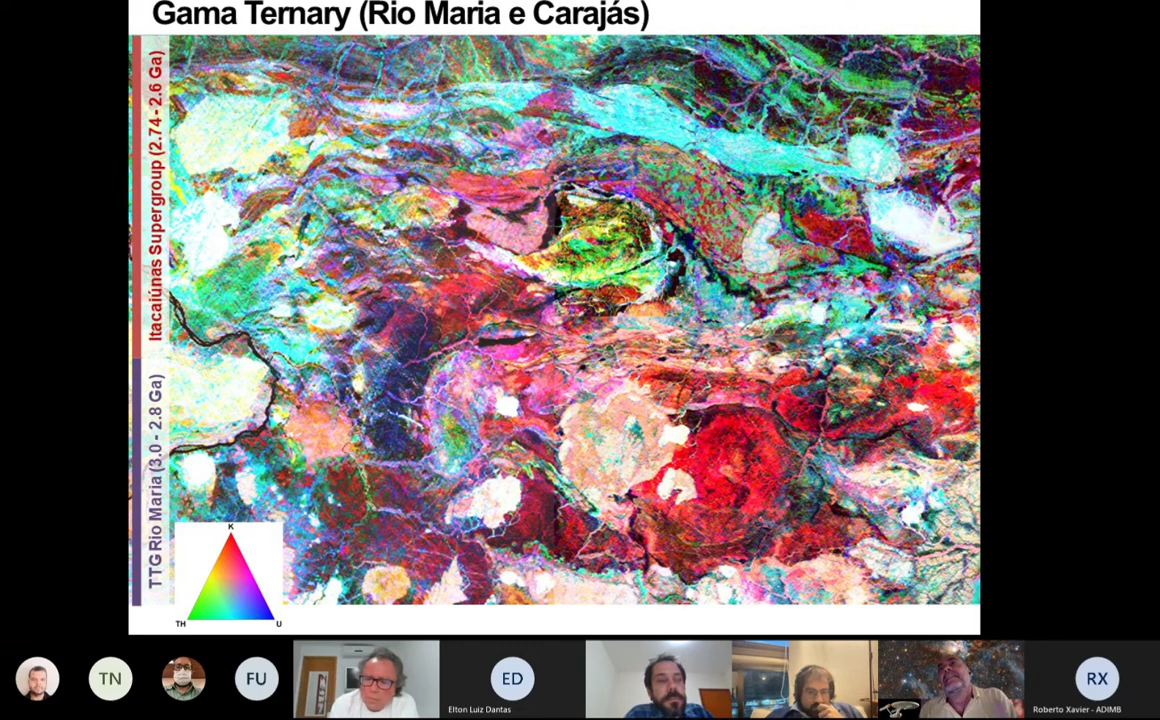 Gama Ternary (Rio Maria e Carajás)
Itacaiúnas Supergroup (2.74 - 2.6 Ga)
TTG Rio Maria (3.0 - 2.8 Ga)
K
TH
U
TN
FU
ED
Elton Luiz Dantas
RX
Roberto Xavier - ADIMB